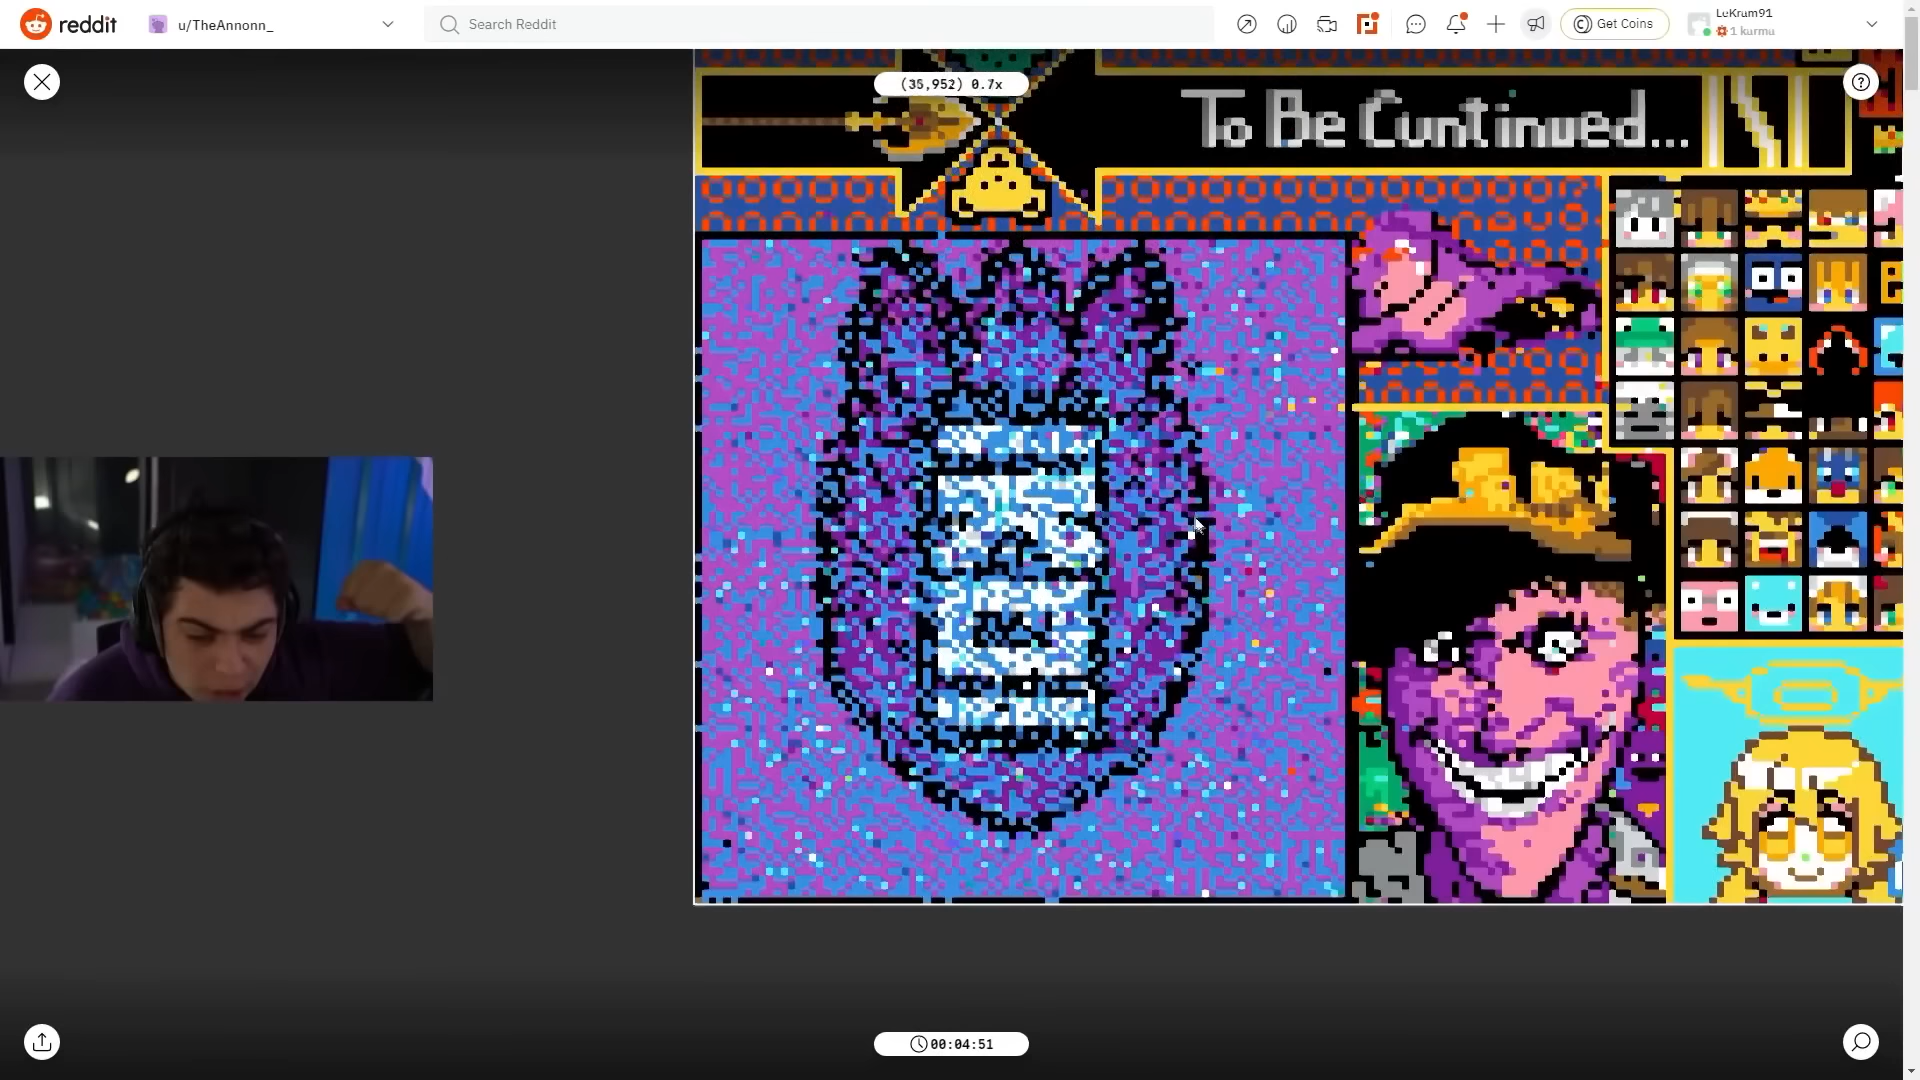 reddit
u/TheAnnonn_
Search Reddit
Get Coins
LeKrum91
1 karma
(35,952) 0.7x
To Be Cuntinued...
00:04:51